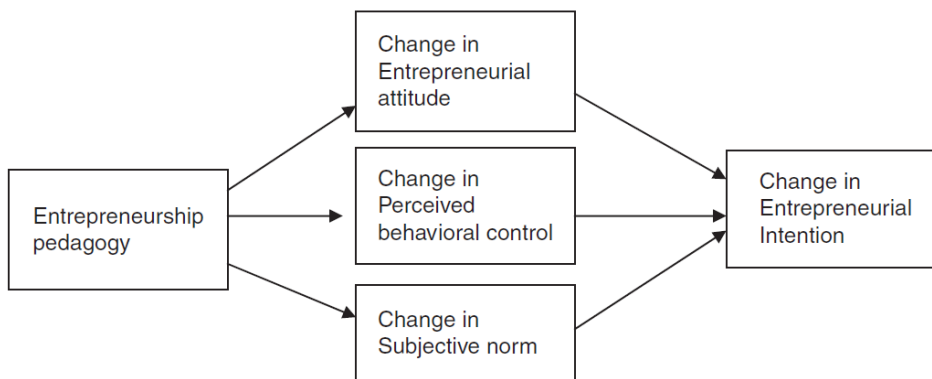 Change in
Entrepreneurial
attitude
Entrepreneurship
pedagogy
Change in
Perceived
behavioral control
Change in
Entrepreneurial
Intention
Change in
Subjective norm